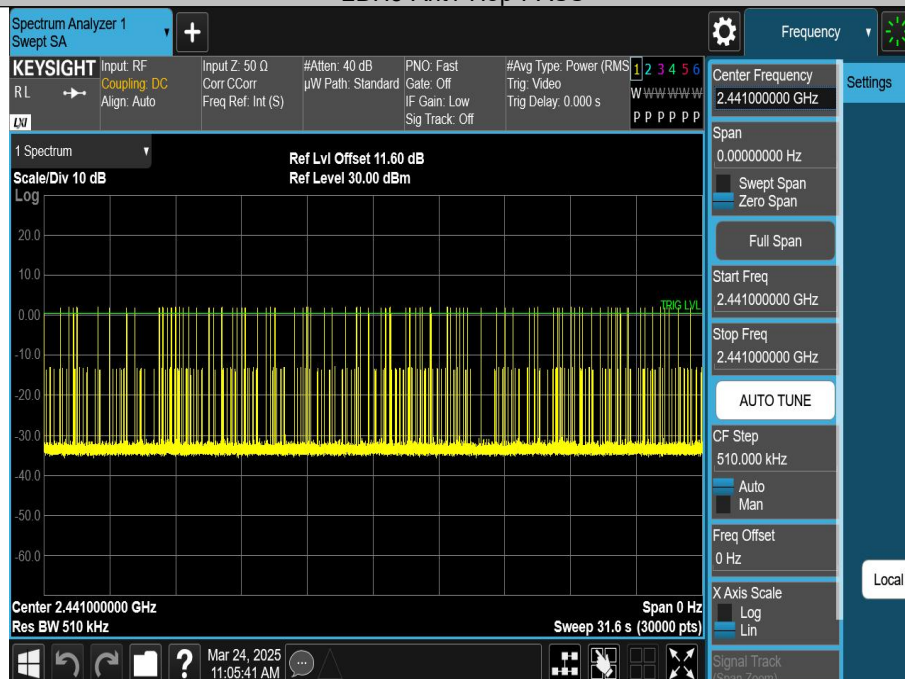 Spectrum Analyzer 1
Swept SA
+
Frequency
KEYSIGHT
RL
LXI
Input: RF
Coupling: DC
Align: Auto
Input Z: 50 Ω
Corr CCorr
Freq Ref: Int (S)
#Atten: 40 dB
µW Path: Standard
PNO: Fast
Gate: Off
IF Gain: Low
Sig Track: Off
#Avg Type: Power (RMS
Trig: Video
Trig Delay: 0.000 s
1 2 3 4 5 6
W W W W W W
P P P P P P
1 Spectrum
Scale/Div 10 dB
Log
Ref Lvl Offset 11.60 dB
Ref Level 30.00 dBm
20.0
10.0
0.00
TRIG LVL
-10.0
-20.0
-30.0
-40.0
-50.0
-60.0
Center 2.441000000 GHz
Res BW 510 kHz
Span 0 Hz
Sweep 31.6 s (30000 pts)
?
Mar 24, 2025
11:05:41 AM
Center Frequency
2.441000000 GHz
Settings
Span
0.00000000 Hz
Swept Span
Zero Span
Full Span
Start Freq
2.441000000 GHz
Stop Freq
2.441000000 GHz
AUTO TUNE
CF Step
510.000 kHz
Auto
Man
Freq Offset
0 Hz
X Axis Scale
Log
Lin
Local
Signal Track
(Span Zoom)